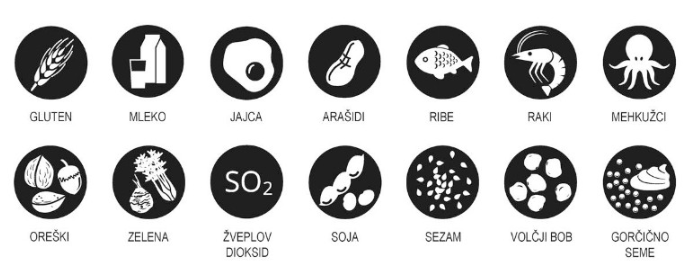 GLUTEN
MLEKO
JAJCA
ARAŠIDI
RIBE
RAKI
MEHKUŽCI
SO₂
OREŠKI
ZELENA
ŽVEPLOV
DIOKSID
SOJA
SEZAM
VOLČJI BOB
GORČIČNO
SEME